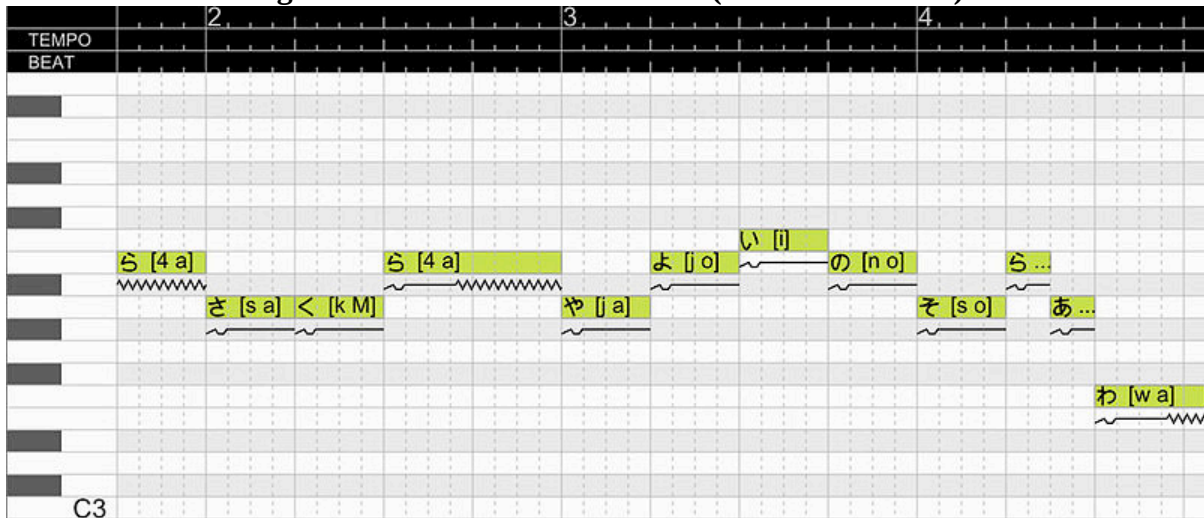 2 3 4
TEMPO
BEAT
い [i]
ら [4 a] ら [4 a] よ [j o] の [n o] ら ...
さ [s a] く [k M] や [j a] そ [s o] あ ...
わ [w a]
C3